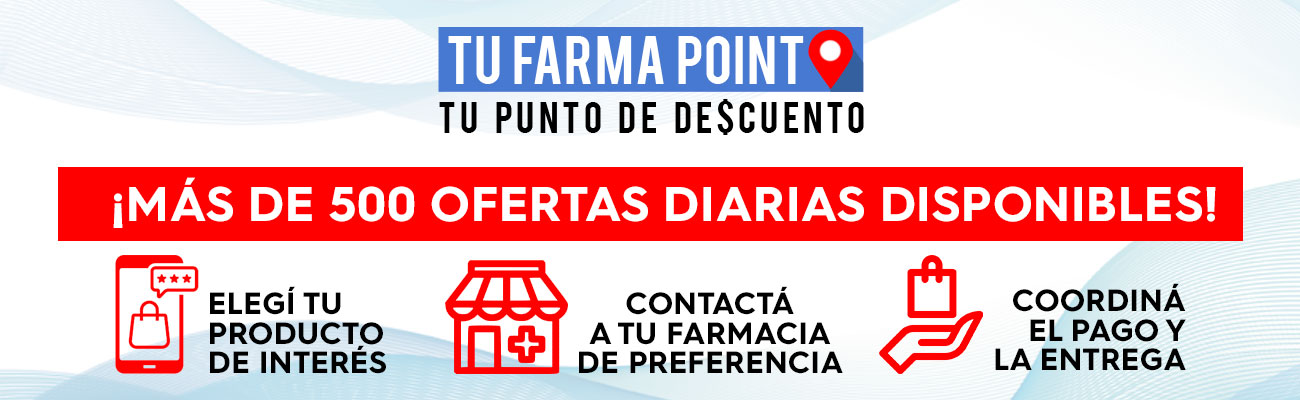 TU FARMA POINT
TU PUNTO DE DE$CUENTO
¡MÁS DE 500 OFERTAS DIARIAS DISPONIBLES!
ELEGÍ TU
PRODUCTO
DE INTERÉS
CONTACTÁ
A TU FARMACIA
DE PREFERENCIA
COORDINÁ
EL PAGO Y
LA ENTREGA